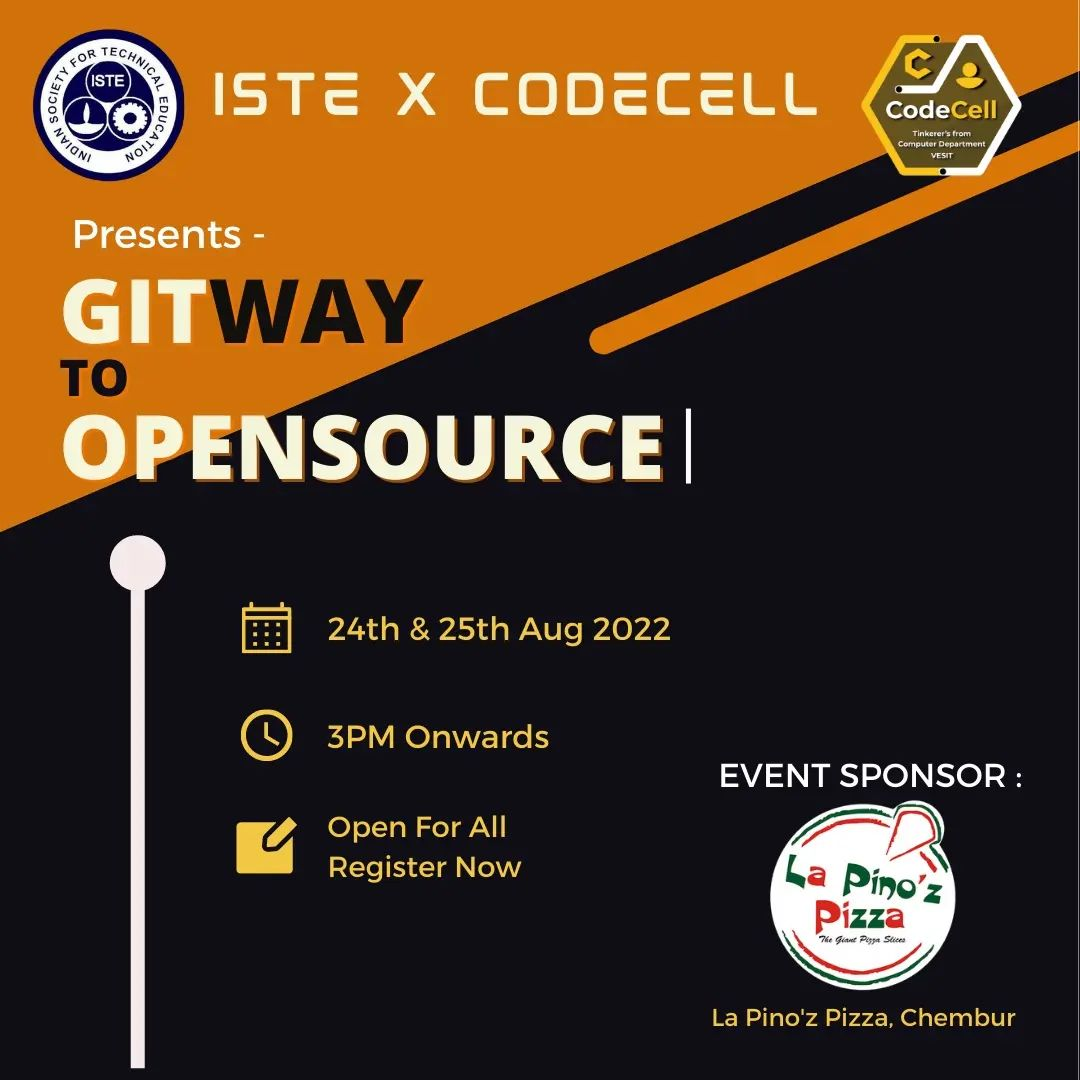 INDIAN SOCIETY FOR TECHNICAL EDUCATION
ISTE
ISTE X CODECELL
CodeCell
Tinkerer's from
Computer Department
VESIT
Presents -
GITWAY
TO
OPENSOURCE
24th & 25th Aug 2022
3PM Onwards
Open For All
Register Now
EVENT SPONSOR :
La Pino'z
Pizza
The Giant Pizza Slices
La Pino'z Pizza, Chembur